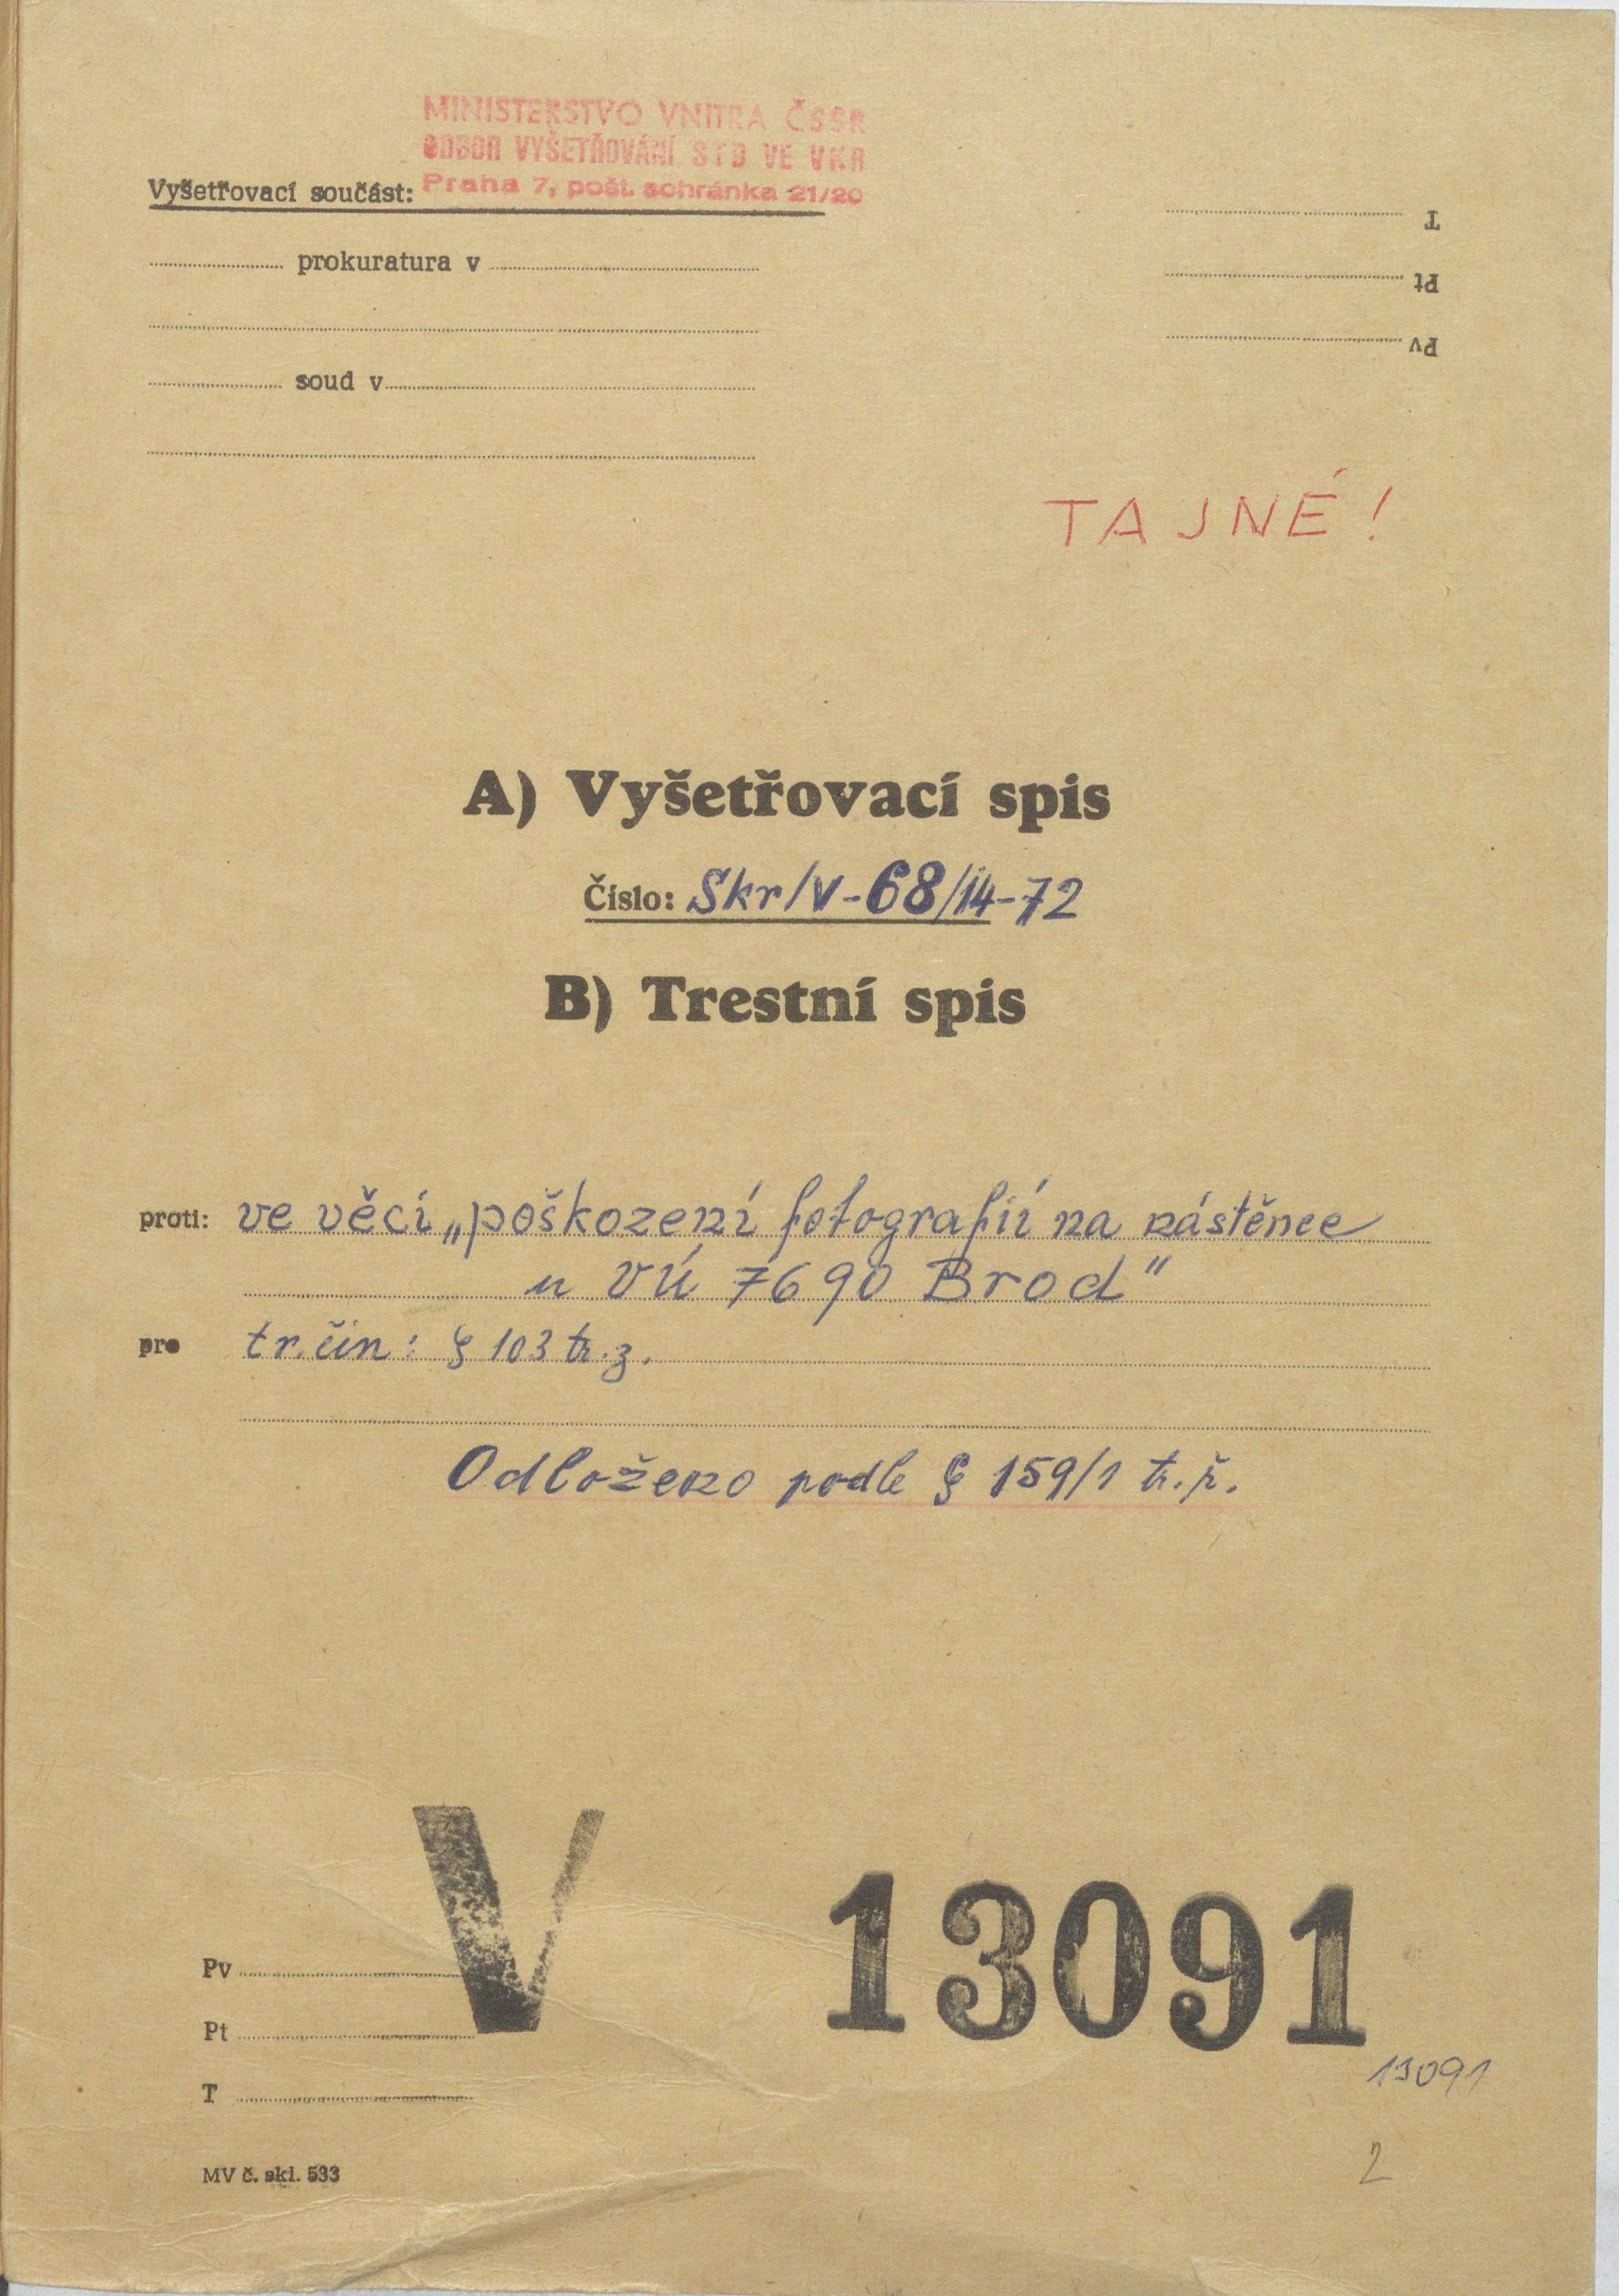 MINISTERSTVO VNITRA ČSSR
ODBOR VYŠETŘOVÁNÍ STB VE VKR
Vyšetřovací součást: Praha 7, pošt. schránka 21/20
T
prokuratura v
Pt
Pv
soud v
TAJNÉ!
A) Vyšetřovací spis
Číslo: Skr/V-68/14-72
B) Trestní spis
proti: ve věci „poškození fotografií na nástěnce
u VÚ 7690 Brod"
pro tr. čin: § 103 tr. z.
Odloženo podle § 159/1 tr. ř.
V 13091
Pv
Pt
13091
T
MV č. skl. 533
2